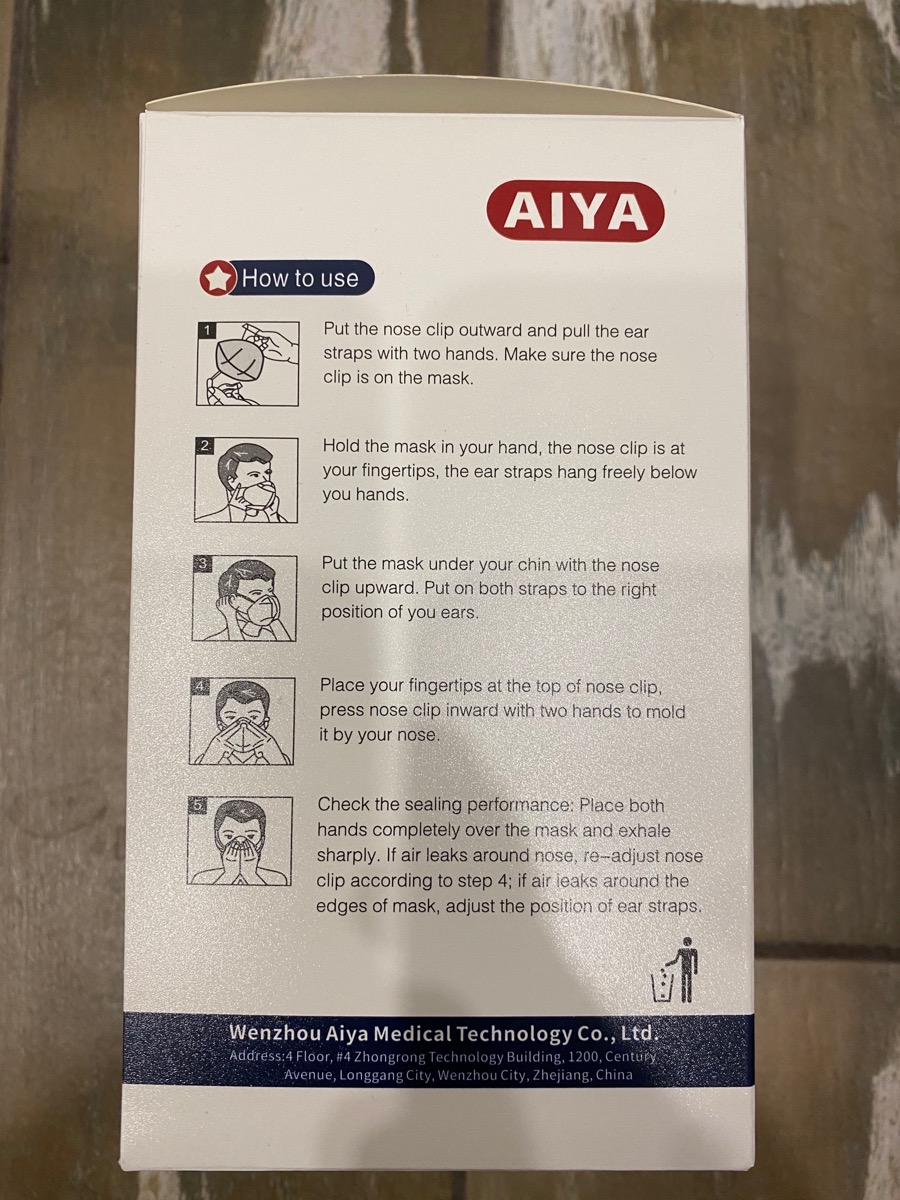 AIYA
How to use
1
Put the nose clip outward and pull the ear
straps with two hands. Make sure the nose
clip is on the mask.
2
Hold the mask in your hand, the nose clip is at
your fingertips, the ear straps hang freely below
you hands.
3
Put the mask under your chin with the nose
clip upward. Put on both straps to the right
position of you ears.
4
Place your fingertips at the top of nose clip,
press nose clip inward with two hands to mold
it by your nose.
5
Check the sealing performance: Place both
hands completely over the mask and exhale
sharply. If air leaks around nose, re-adjust nose
clip according to step 4; if air leaks around the
edges of mask, adjust the position of ear straps.
Wenzhou Aiya Medical Technology Co., Ltd.
Address:4 Floor, #4 Zhongrong Technology Building, 1200, Century
Avenue, Longgang City, Wenzhou City, Zhejiang, China